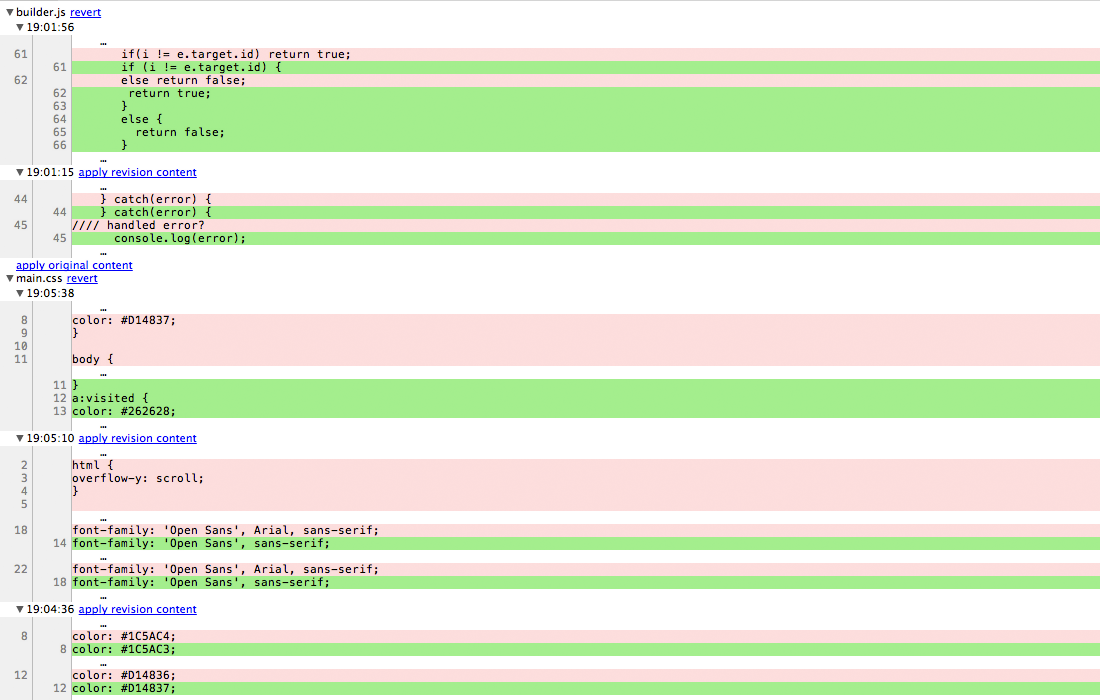 ▼builder.js revert
▼19:01:56
…
61 if(i != e.target.id) return true;
61 if (i != e.target.id) {
62 else return false;
62 return true;
63 }
64 else {
65 return false;
66 }
…
▼19:01:15 apply revision content
…
44 } catch(error) {
44 } catch(error) {
45 //// handled error?
45 console.log(error);
…
apply original content
▼main.css revert
▼19:05:38
…
8 color: #D14837;
9 }
10
11 body {
…
11 }
12 a:visited {
13 color: #262628;
…
▼19:05:10 apply revision content
…
2 html {
3 overflow-y: scroll;
4 }
5
…
18 font-family: 'Open Sans', Arial, sans-serif;
14 font-family: 'Open Sans', sans-serif;
…
22 font-family: 'Open Sans', Arial, sans-serif;
18 font-family: 'Open Sans', sans-serif;
…
▼19:04:36 apply revision content
…
8 color: #1C5AC4;
8 color: #1C5AC3;
…
12 color: #D14836;
12 color: #D14837;